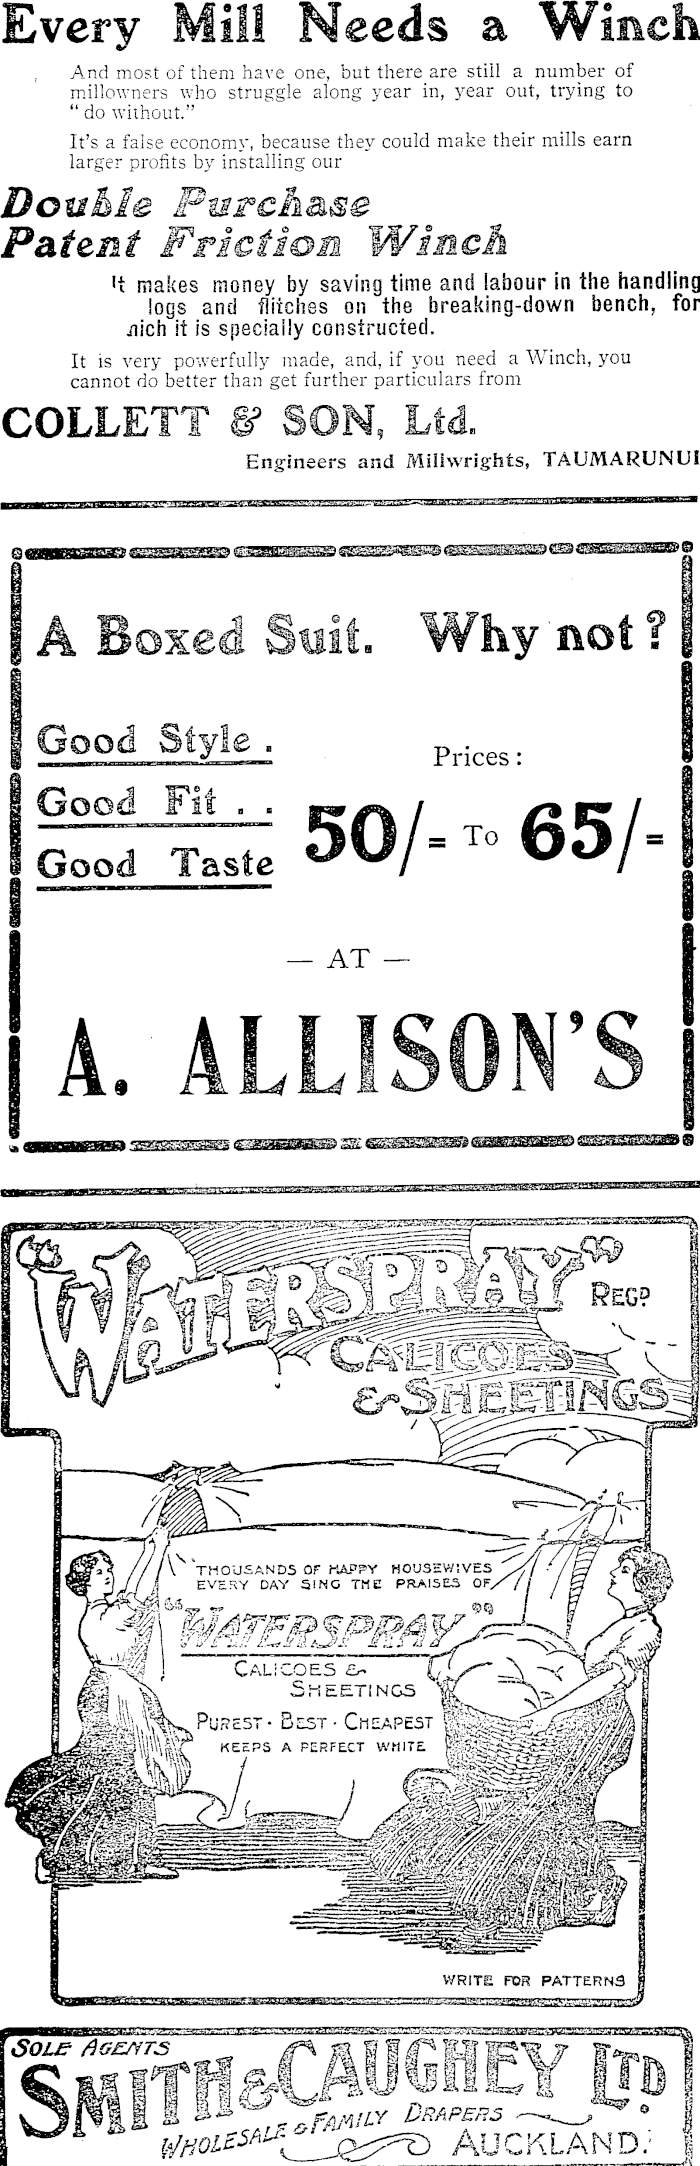 Every Mill Needs a Winch
And most of them have one, but there are still a number of
millowners who struggle along year in, year out, trying to
"do without."
It's a false economy, because they could make their mills earn
larger profits by installing our
Double Purchase
Patent Friction Winch
It makes money by saving time and labour in the handling
logs and flitches on the breaking-down bench, for
hich it is specially constructed.
It is very powerfully made, and, if you need a Winch, you
cannot do better than get further particulars from
COLLETT & SON, Ltd.
Engineers and Millwrights, TAUMARUNUI
A Boxed Suit. Why not?
Good Style .
Good Fit . .
Good Taste
Prices:
50/= To 65/=
— AT —
A. ALLISON'S
"WATERSPRAY" REGD
CALICOES
& SHEETINGS
THOUSANDS OF HAPPY HOUSEWIVES
EVERY DAY SING THE PRAISES OF
"WATERSPRAY"
CALICOES &
SHEETINGS
PUREST · BEST · CHEAPEST
KEEPS A PERFECT WHITE
WRITE FOR PATTERNS
SOLE AGENTS
SMITH & CAUGHEY LTD.
WHOLESALE & FAMILY DRAPERS
AUCKLAND.